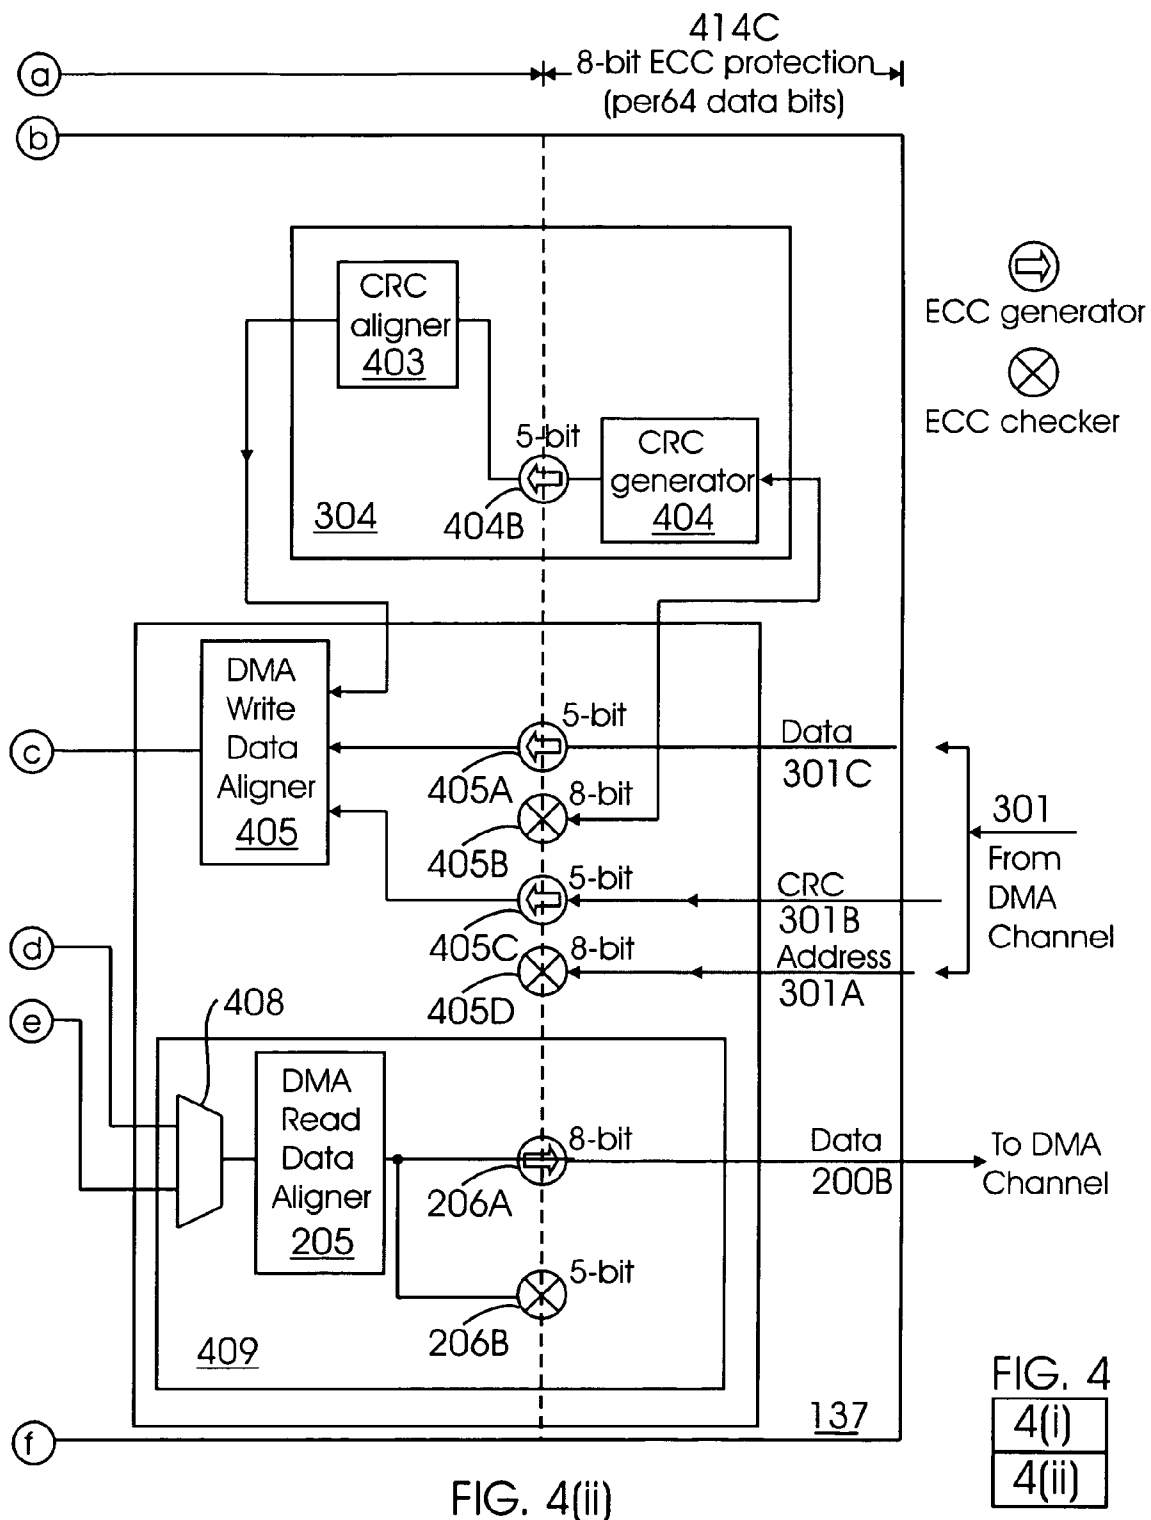 414C
a
8-bit ECC protection
(per64 data bits)
b
CRC
aligner
403
ECC generator
ECC checker
5-bit
CRC
generator
404
404B
304
DMA
Write
Data
Aligner
405
5-bit
Data
301C
c
405A
8-bit
405B
301
From
DMA
Channel
5-bit
CRC
301B
405C
8-bit
Address
301A
405D
d
e
408
DMA
Read
Data
Aligner
205
8-bit
Data
200B
To DMA
Channel
206A
5-bit
206B
409
137
f
FIG. 4
4(i)
4(ii)
FIG. 4(ii)